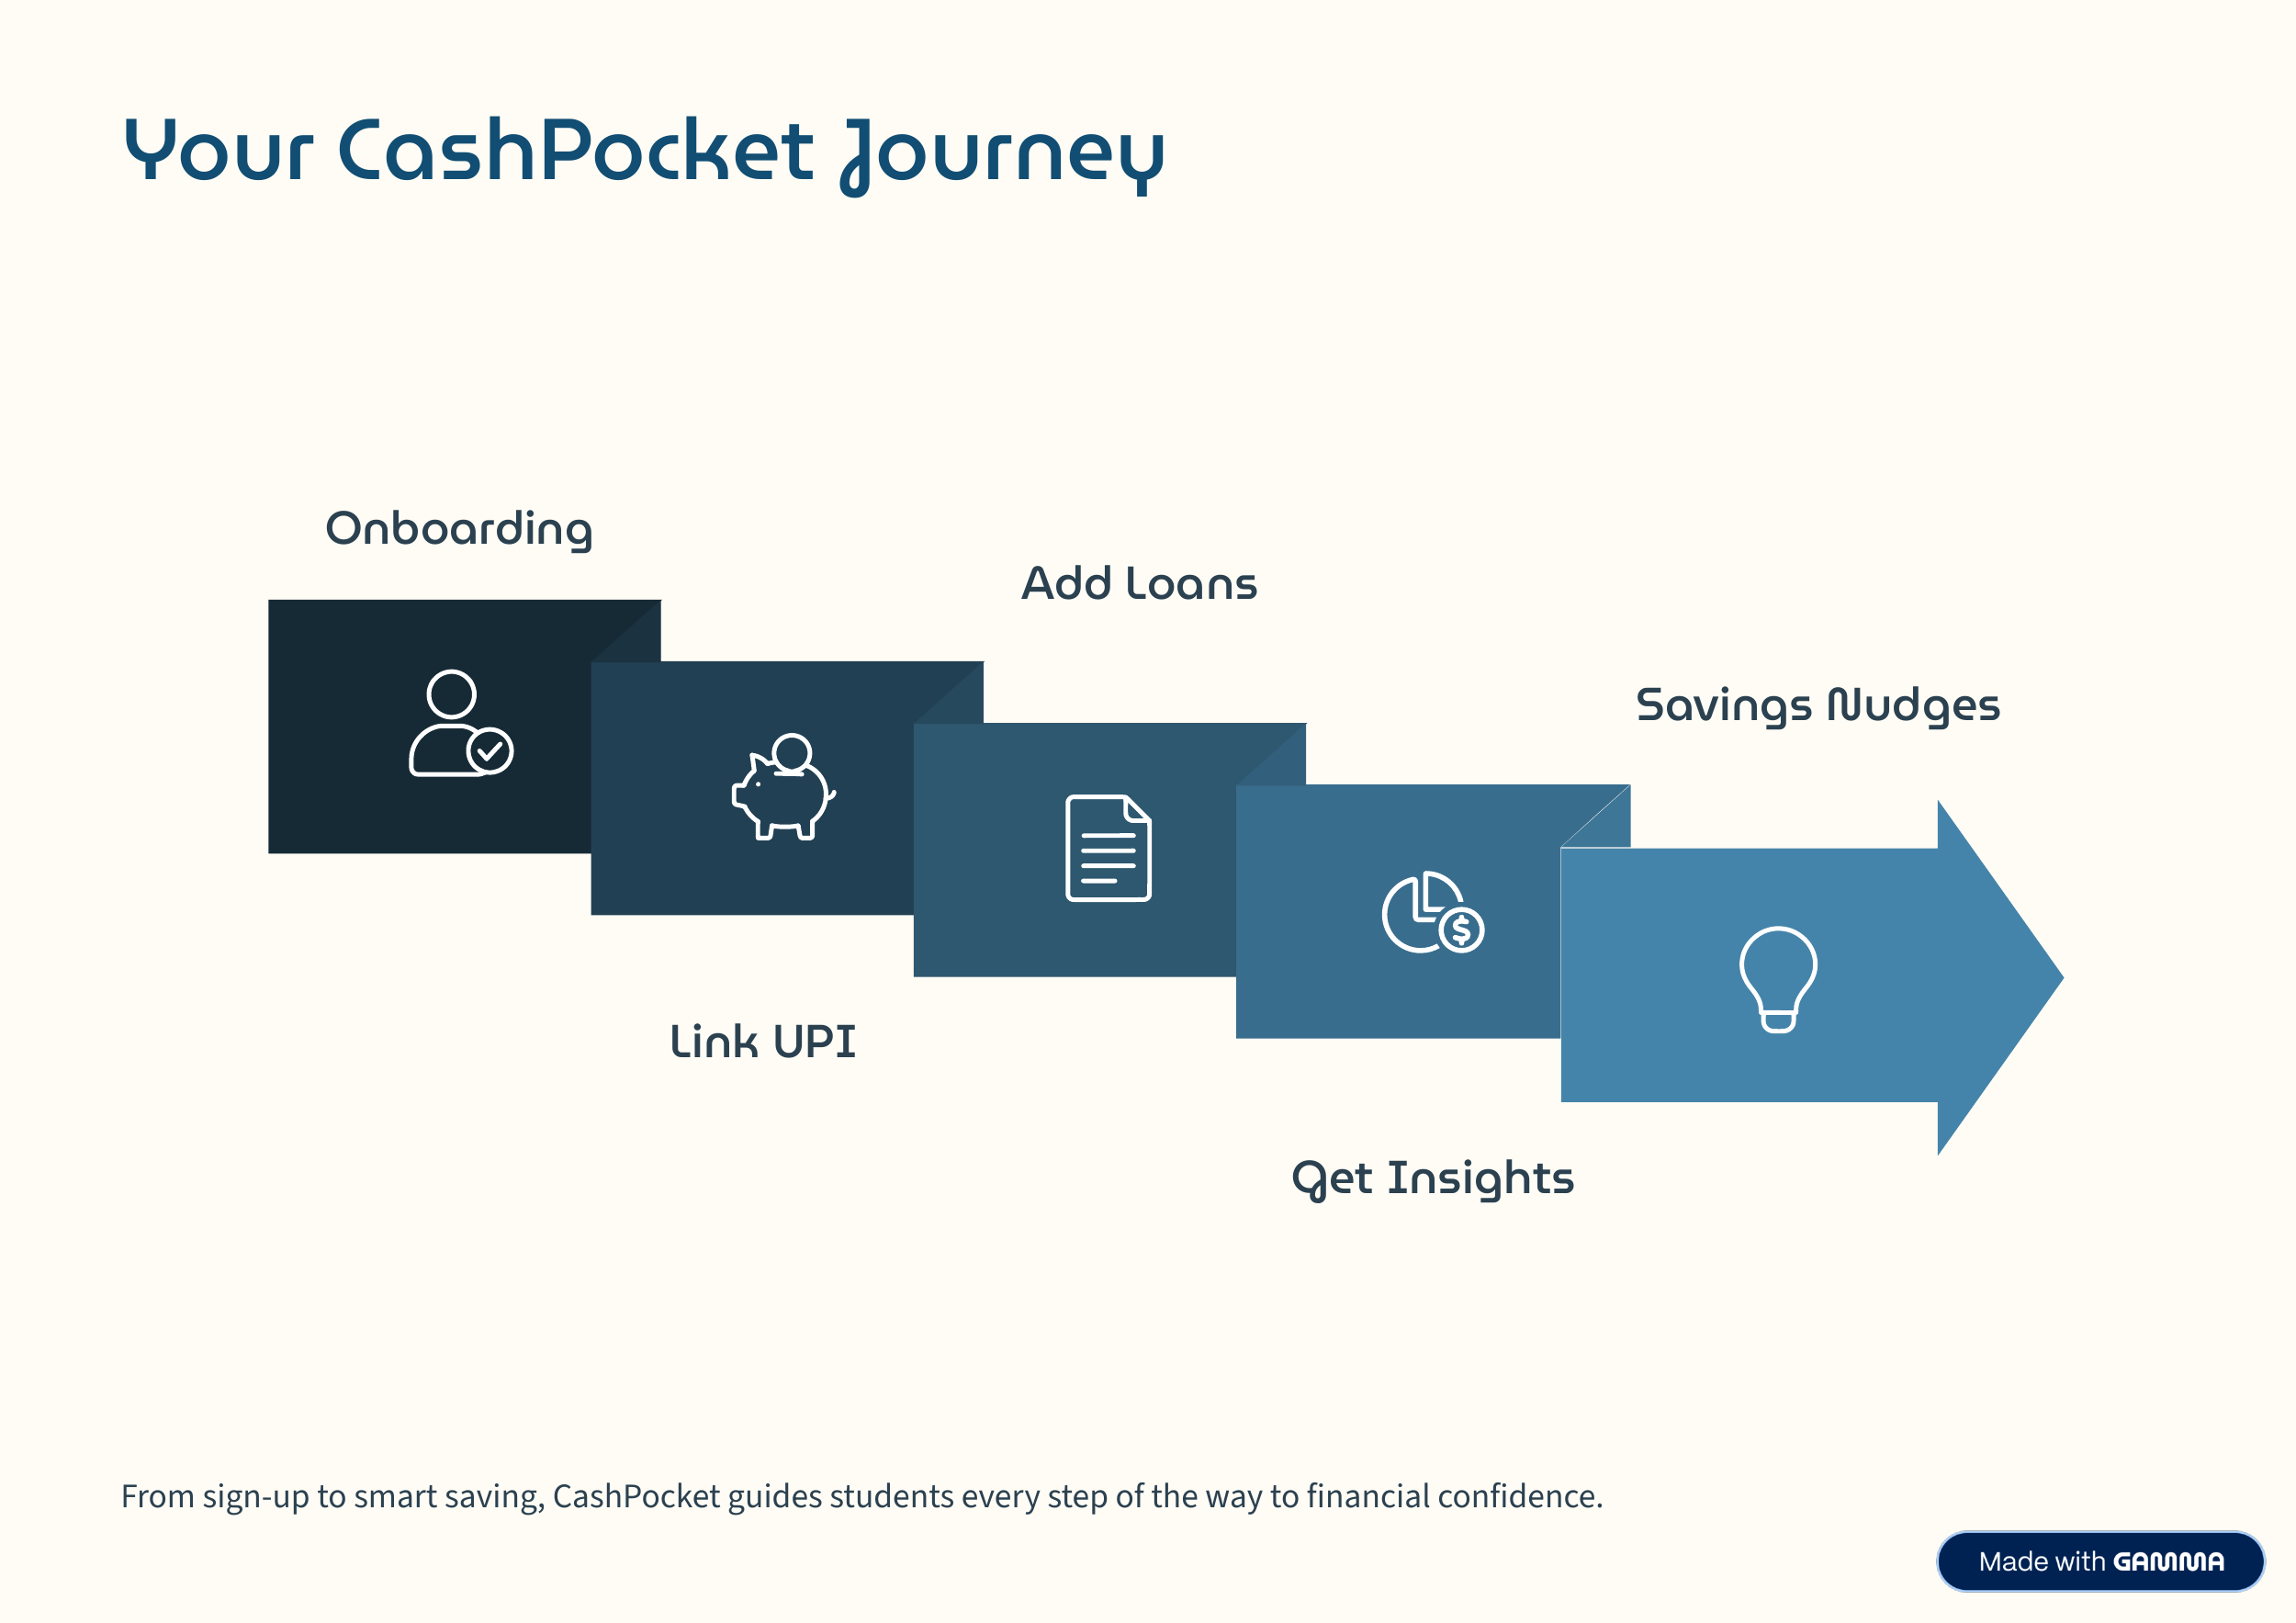 Your CashPocket Journey
Onboarding
Add Loans
Savings Nudges
Link UPI
Get Insights
$
From sign-up to smart saving, CashPocket guides students every step of the way to financial confidence.
Made with GAMMA